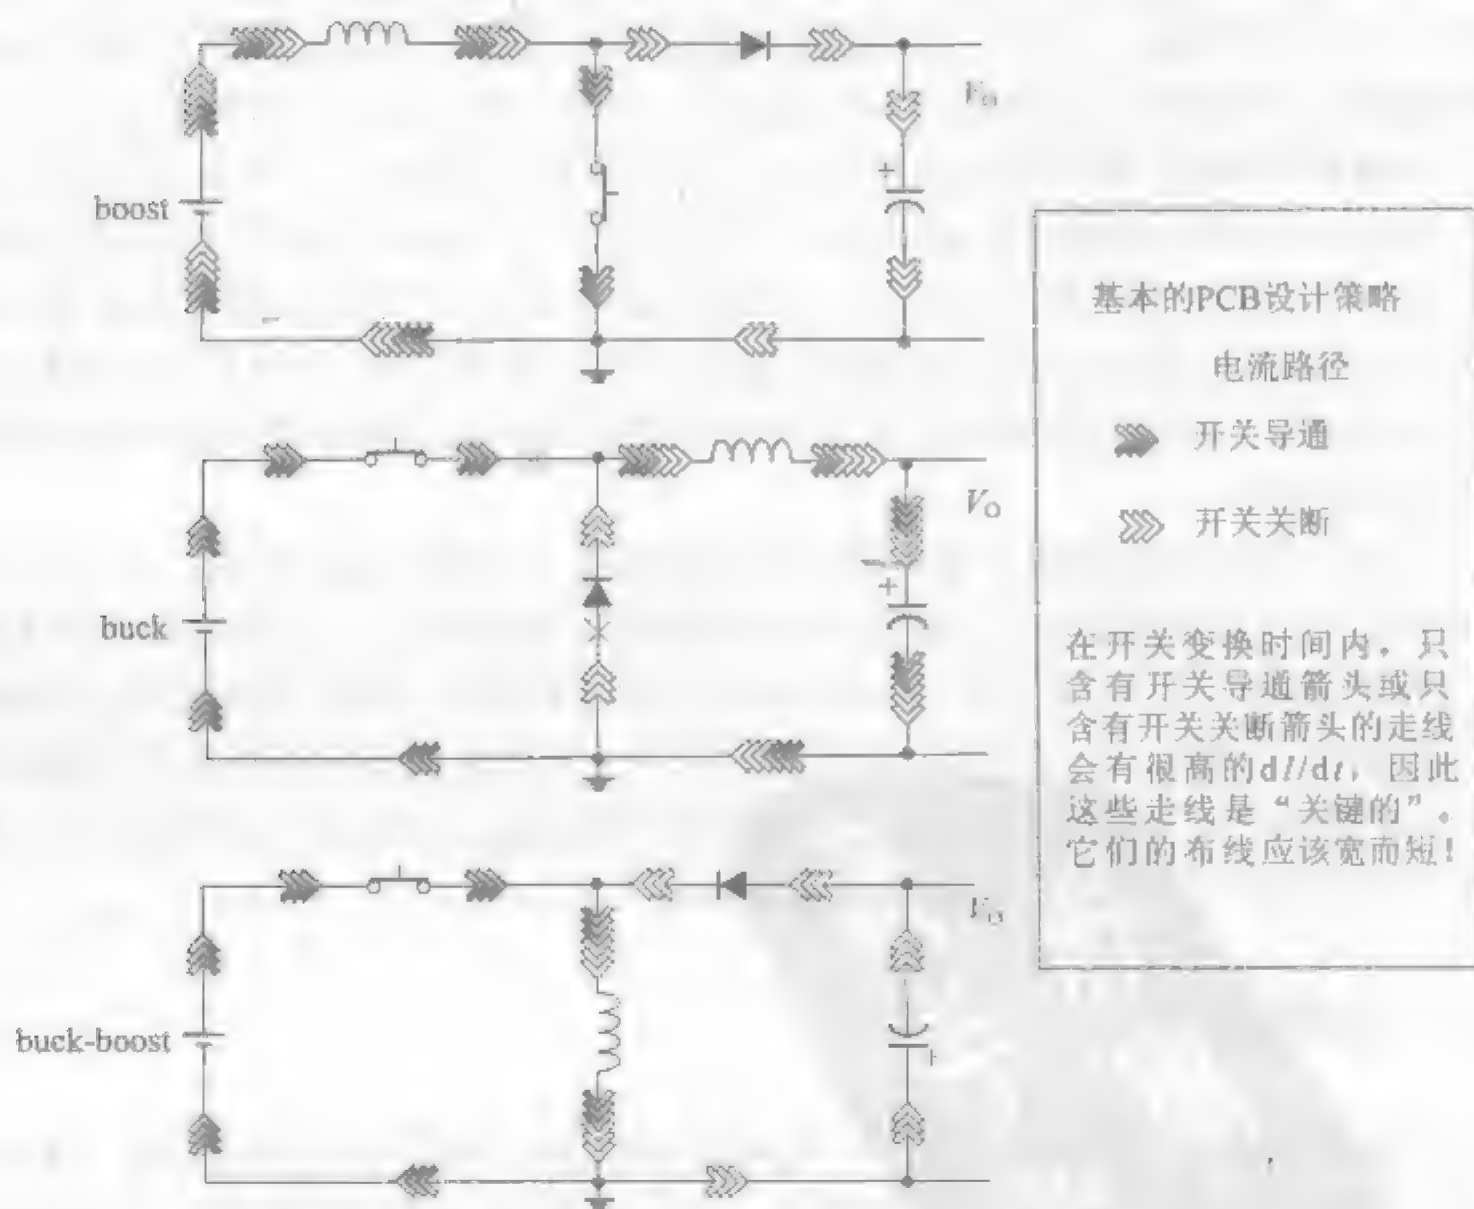 boost
+
V_O
buck
V_O
+
buck-boost
V_O
+
基本的PCB设计策略
电流路径
开关导通
开关关断
在开关变换时间内，只
含有开关导通箭头或只
含有开关关断箭头的走线
会有很高的dI/dt，因此
这些走线是“关键的”。
它们的布线应该宽而短！